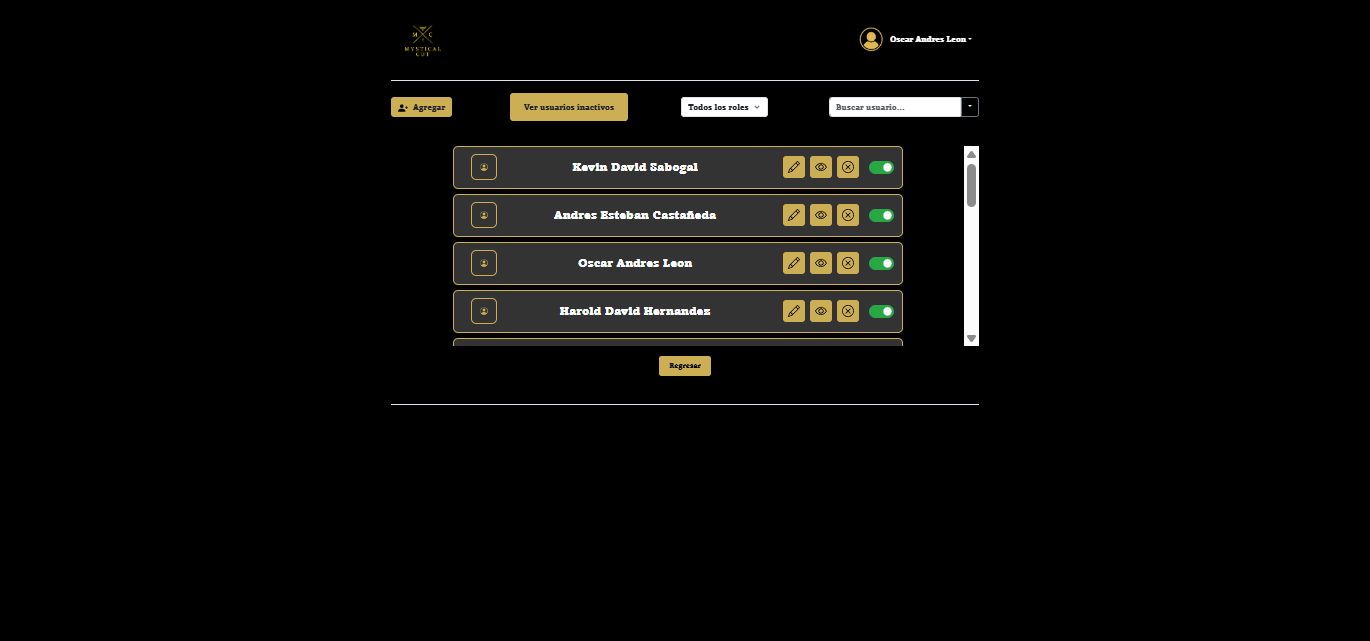 M C
MYSTICAL
CUT
Oscar Andres Leon
Agregar
Ver usuarios inactivos
Todos los roles
Buscar usuario...
Kevin David Sabogal
Andres Esteban Castañeda
Oscar Andres Leon
Harold David Hernandez
Regresar